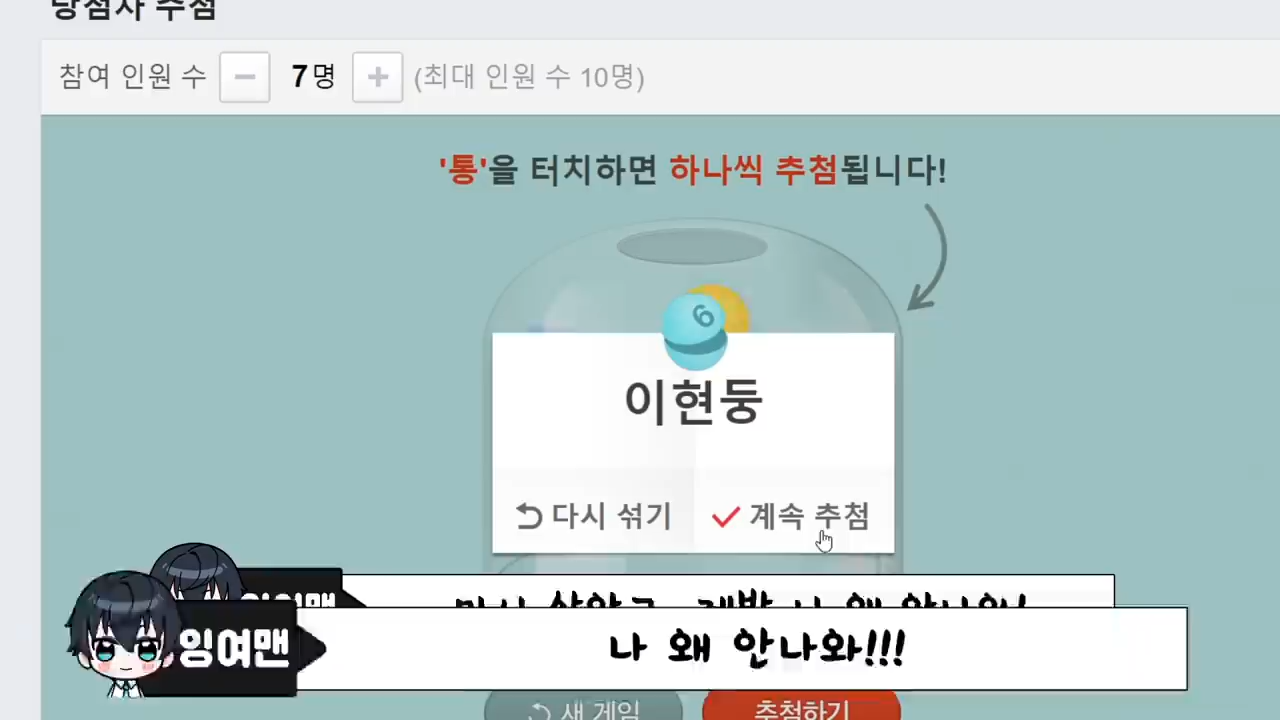 당첨자 추첨
참여 인원 수 － 7명 + (최대 인원 수 10명)
'통'을 터치하면 하나씩 추첨됩니다!
6
이현둥
다시 섞기 계속 추첨
잉여맨
나 왜 안나와!!!
새 게임 추첨하기